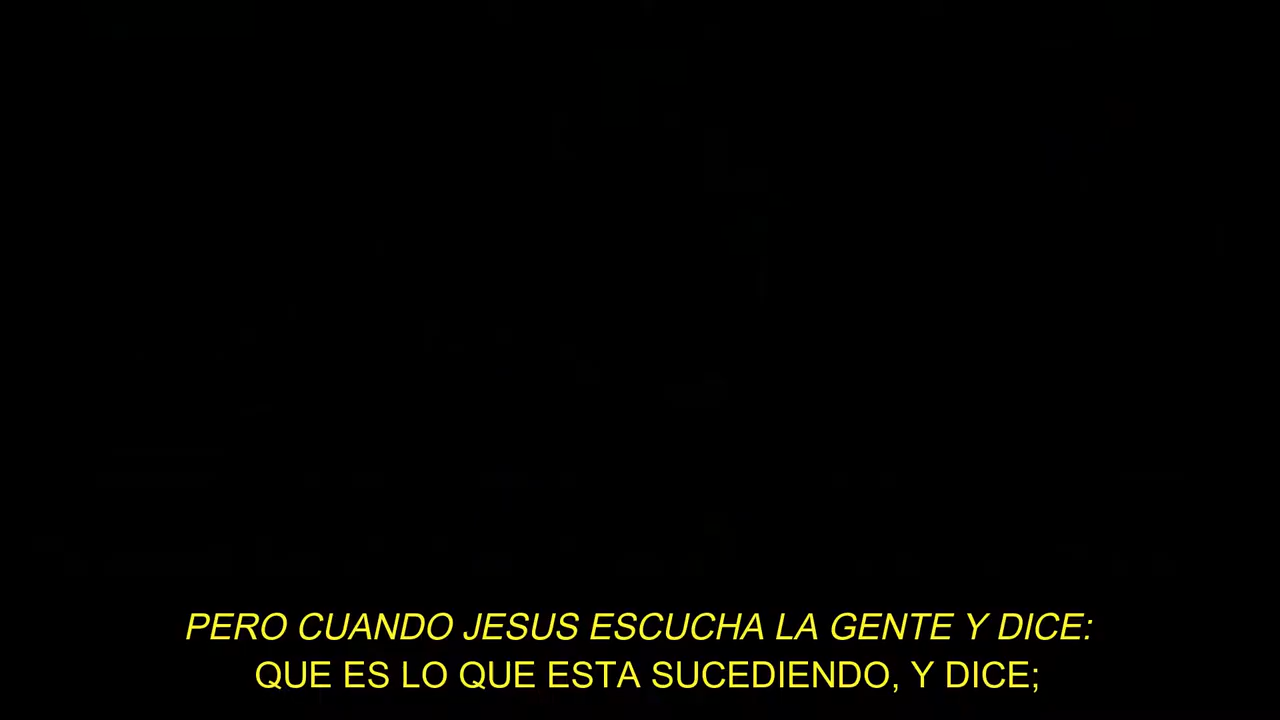 PERO CUANDO JESUS ESCUCHA LA GENTE Y DICE:
QUE ES LO QUE ESTA SUCEDIENDO, Y DICE;